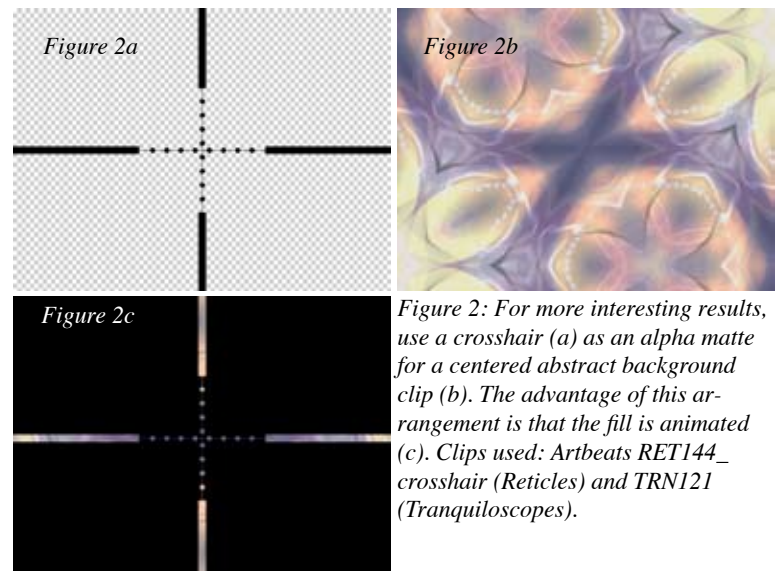 Figure 2a
Figure 2b
Figure 2c
Figure 2: For more interesting results,
use a crosshair (a) as an alpha matte
for a centered abstract background
clip (b). The advantage of this ar-
rangement is that the fill is animated
(c). Clips used: Artbeats RET144_
crosshair (Reticles) and TRN121
(Tranquiloscopes).